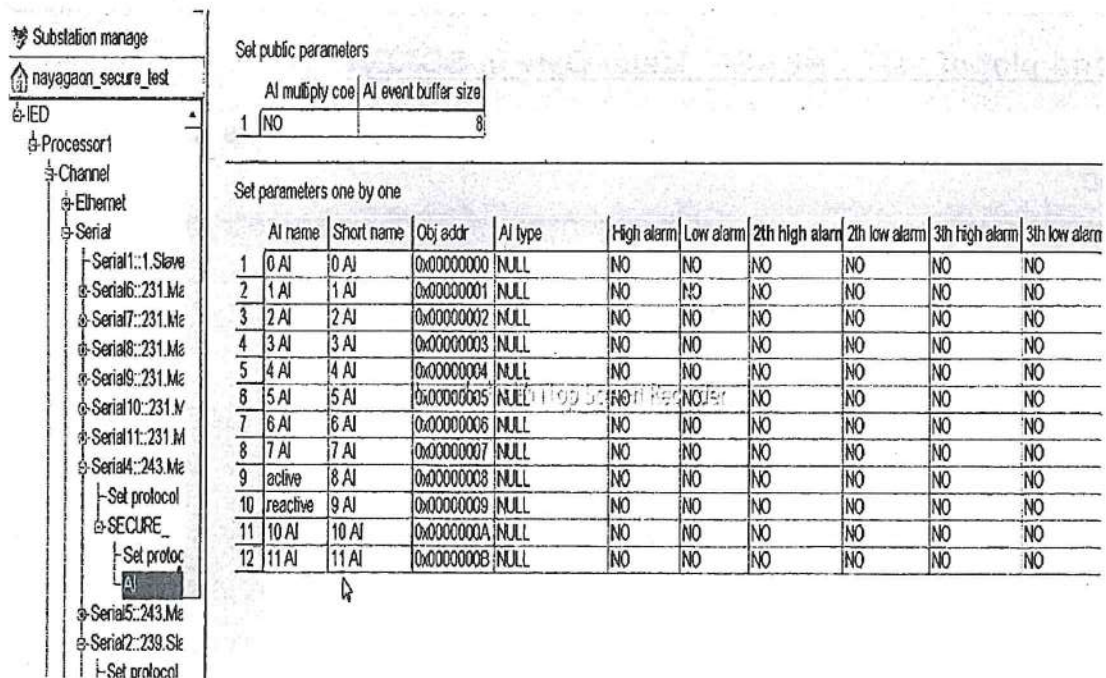 Substation manage
nayagaon_secure_test
IED
Processor1
Channel
Ethernet
Serial
Serial1::1.Slave
Serial6::231.Ma
Serial7::231.Ma
Serial8::231.Ma
Serial9::231.Ma
Serial10::231.M
Serial11::231.M
Serial4::243.Ma
Set protocol
SECURE_
Set protoc
AI
Serial5::243.Ma
Serial2::239.Sla
Set protocol
Set public parameters
AI multiply coe AI event buffer size
1 NO 8
Set parameters one by one
AI name Short name Obj addr AI type High alarm Low alarm 2th high alarm 2th low alarm 3th high alarm 3th low alarm
1 0 AI 0 AI 0x00000000 NULL NO NO NO NO NO NO
2 1 AI 1 AI 0x00000001 NULL NO NO NO NO NO NO
3 2 AI 2 AI 0x00000002 NULL NO NO NO NO NO NO
4 3 AI 3 AI 0x00000003 NULL NO NO NO NO NO NO
5 4 AI 4 AI 0x00000004 NULL NO NO NO NO NO NO
6 5 AI 5 AI 0x00000005 NULL NO NO NO NO NO NO
7 6 AI 6 AI 0x00000006 NULL NO NO NO NO NO NO
8 7 AI 7 AI 0x00000007 NULL NO NO NO NO NO NO
9 active 8 AI 0x00000008 NULL NO NO NO NO NO NO
10 reactive 9 AI 0x00000009 NULL NO NO NO NO NO NO
11 10 AI 10 AI 0x0000000A NULL NO NO NO NO NO NO
12 11 AI 11 AI 0x0000000B NULL NO NO NO NO NO NO